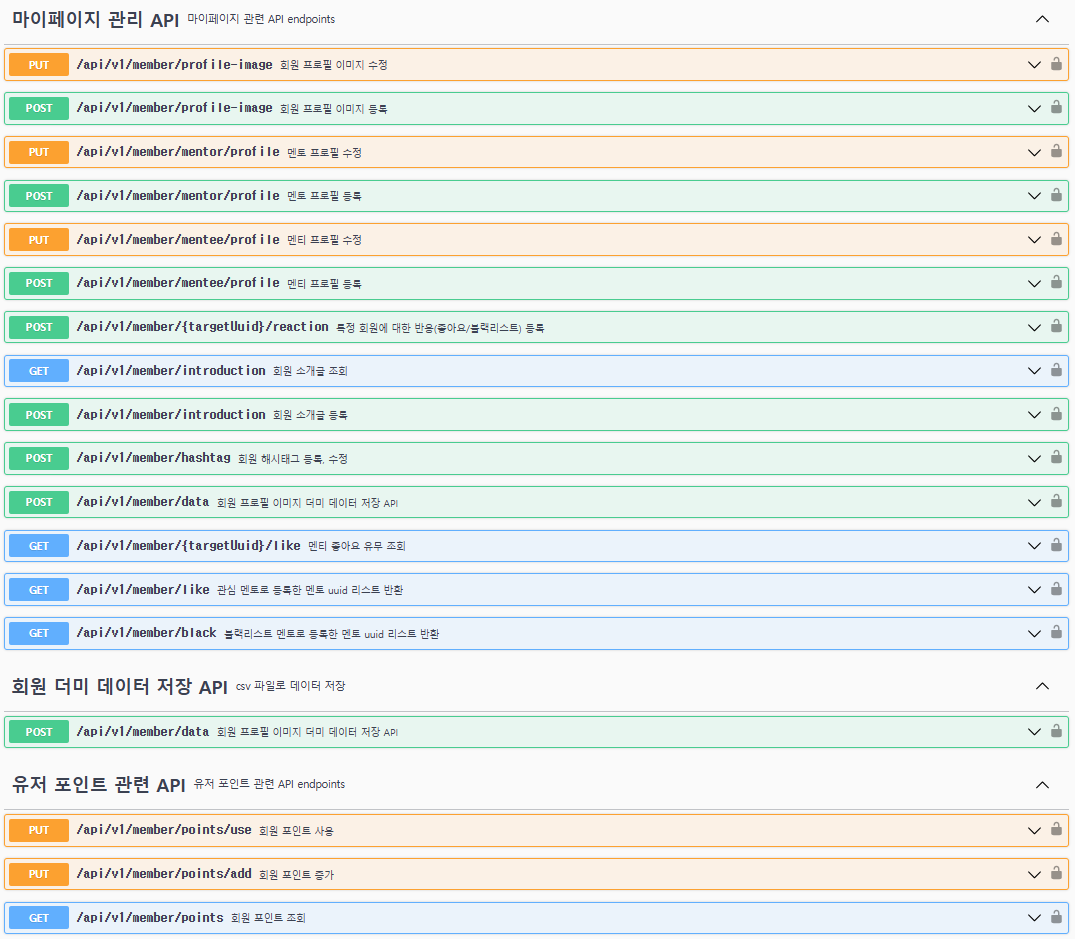 마이페이지 관리 API 마이페이지 관련 API endpoints
PUT /api/v1/member/profile-image 회원 프로필 이미지 수정
POST /api/v1/member/profile-image 회원 프로필 이미지 등록
PUT /api/v1/member/mentor/profile 멘토 프로필 수정
POST /api/v1/member/mentor/profile 멘토 프로필 등록
PUT /api/v1/member/mentee/profile 멘티 프로필 수정
POST /api/v1/member/mentee/profile 멘티 프로필 등록
POST /api/v1/member/{targetUuid}/reaction 특정 회원에 대한 반응(좋아요/블랙리스트) 등록
GET /api/v1/member/introduction 회원 소개글 조회
POST /api/v1/member/introduction 회원 소개글 등록
POST /api/v1/member/hashtag 회원 해시태그 등록, 수정
POST /api/v1/member/data 회원 프로필 이미지 더미 데이터 저장 API
GET /api/v1/member/{targetUuid}/like 멘티 좋아요 유무 조회
GET /api/v1/member/like 관심 멘토로 등록한 멘토 uuid 리스트 반환
GET /api/v1/member/black 블랙리스트 멘토로 등록한 멘토 uuid 리스트 반환
회원 더미 데이터 저장 API csv 파일로 데이터 저장
POST /api/v1/member/data 회원 프로필 이미지 더미 데이터 저장 API
유저 포인트 관련 API 유저 포인트 관련 API endpoints
PUT /api/v1/member/points/use 회원 포인트 사용
PUT /api/v1/member/points/add 회원 포인트 증가
GET /api/v1/member/points 회원 포인트 조회